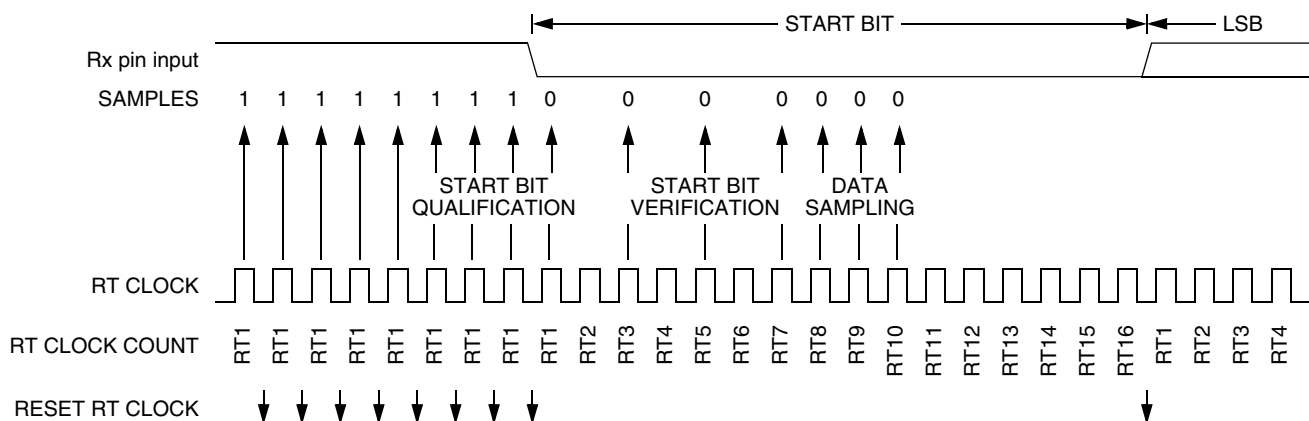 START BIT LSB
Rx pin input
SAMPLES 1 1 1 1 1 1 1 1 0 0 0 0 0 0 0
START BIT QUALIFICATION
START BIT VERIFICATION
DATA SAMPLING
RT CLOCK
RT CLOCK COUNT RT1 RT1 RT1 RT1 RT1 RT1 RT1 RT1 RT1 RT2 RT3 RT4 RT5 RT6 RT7 RT8 RT9 RT10 RT11 RT12 RT13 RT14 RT15 RT16 RT1 RT2 RT3 RT4
RESET RT CLOCK